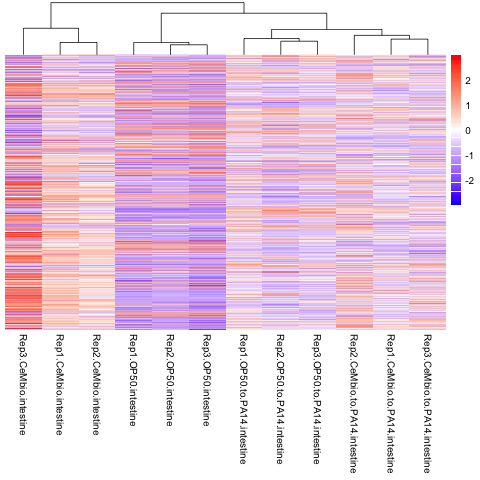 2
1
0
-1
-2
Rep3.CeMbio.intestine
Rep1.CeMbio.intestine
Rep2.CeMbio.intestine
Rep1.OP50.intestine
Rep2.OP50.intestine
Rep3.OP50.intestine
Rep1.OP50.to.PA14.intestine
Rep2.OP50.to.PA14.intestine
Rep3.OP50.to.PA14.intestine
Rep2.CeMbio.to.PA14.intestine
Rep1.CeMbio.to.PA14.intestine
Rep3.CeMbio.to.PA14.intestine